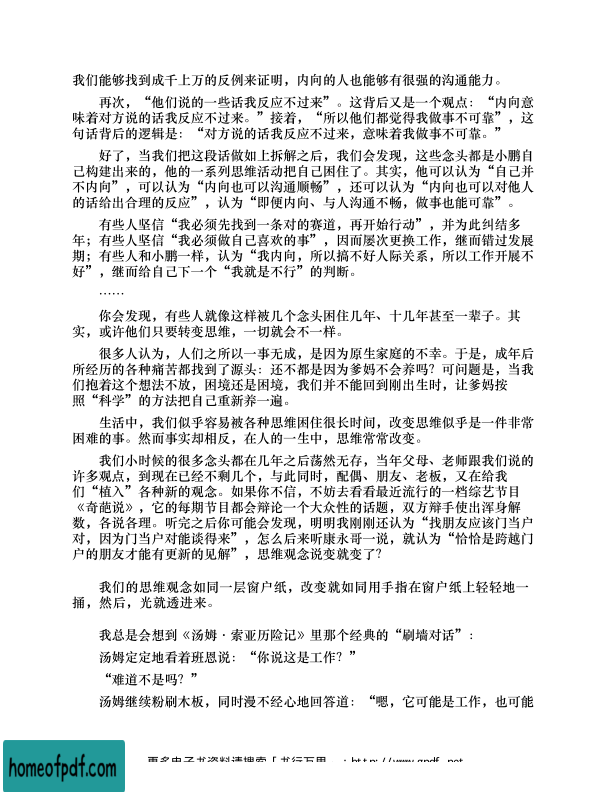 我们能够找到成千上万的反例来证明，内向的人也能够有很强的沟通能力。
再次，“他们说的一些话我反应不过来”。这背后又是一个观点：“内向意
味着对方说的话我反应不过来。”接着，“所以他们都觉得我做事不可靠”，这
句话背后的逻辑是：“对方说的话我反应不过来，意味着我做事不可靠。”
好了，当我们把这段话做如上拆解之后，我们会发现，这些念头都是小鹏自
己构建出来的，他的一系列思维活动把自己困住了。其实，他可以认为“自己并
不内向”，可以认为“内向也可以沟通顺畅”，还可以认为“内向也可以对他人
的话给出合理的反应”，认为“即便内向、与人沟通不畅，做事也能可靠”。
有些人坚信“我必须先找到一条对的赛道，再开始行动”，并为此纠结多
年；有些人坚信“我必须做自己喜欢的事”，因而屡次更换工作，继而错过发展
期；有些人和小鹏一样，认为“我内向，所以搞不好人际关系，所以工作开展不
好”，继而给自己下一个“我就是不行”的判断。
……
你会发现，有些人就像这样被几个念头困住几年、十几年甚至一辈子。其
实，或许他们只要转变思维，一切就会不一样。
很多人认为，人们之所以一事无成，是因为原生家庭的不幸。于是，成年后
所经历的各种痛苦都找到了源头：还不都是因为爹妈不会养吗？可问题是，当我
们抱着这个想法不放，困境还是困境，我们并不能回到刚出生时，让爹妈按
照“科学”的方法把自己重新养一遍。
生活中，我们似乎容易被各种思维困住很长时间，改变思维似乎是一件非常
困难的事。然而事实却相反，在人的一生中，思维常常改变。
我们小时候的很多念头都在几年之后荡然无存，当年父母、老师跟我们说的
许多观点，到现在已经不剩几个，与此同时，配偶、朋友、老板，又在给我
们“植入”各种新的观念。如果你不信，不妨去看看最近流行的一档综艺节目
《奇葩说》，它的每期节目都会辩论一个大众性的话题，双方辩手使出浑身解
数，各说各理。听完之后你可能会发现，明明我刚刚还认为“找朋友应该门当户
对，因为门当户对能谈得来”，怎么后来听康永哥一说，就认为“恰恰是跨越门
户的朋友才能有更新的见解”，思维观念说变就变了？
我们的思维观念如同一层窗户纸，改变就如同用手指在窗户纸上轻轻地一
捅，然后，光就透进来。
我总是会想到《汤姆·索亚历险记》里那个经典的“刷墙对话”：
汤姆定定地看着班恩说：“你说这是工作？”
“难道不是吗？”
汤姆继续粉刷木板，同时漫不经心地回答道：“嗯，它可能是工作，也可能
homeofpdf.com